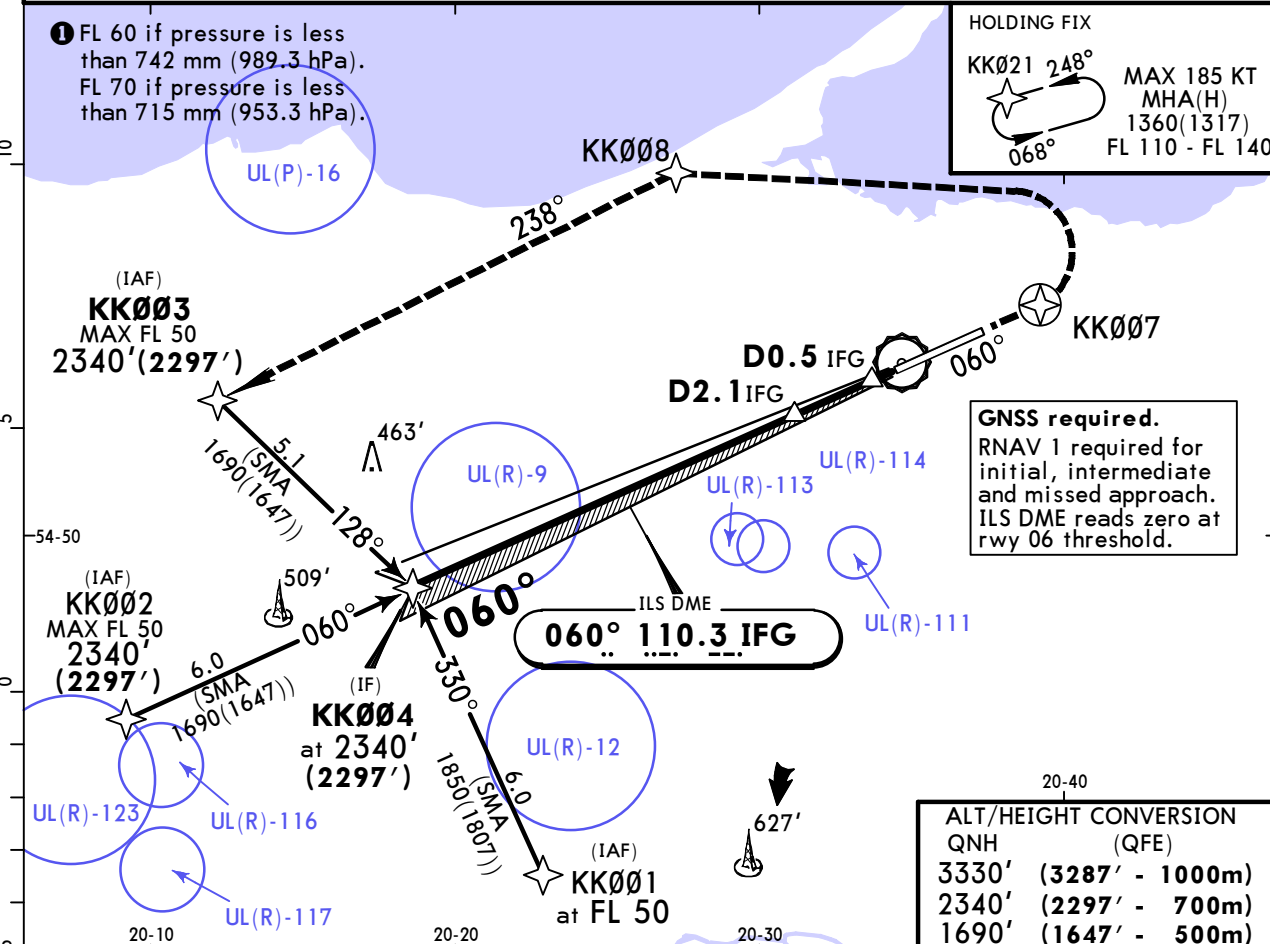 ❶ FL 60 if pressure is less
than 742 mm (989.3 hPa).
FL 70 if pressure is less
than 715 mm (953.3 hPa).
UL(P)-16
HOLDING FIX
KKØ21
248°
068°
MAX 185 KT
MHA(H)
1360(1317)
FL 110 - FL 140
10
KKØØ8
238°
(IAF)
KKØØ3
MAX FL 50
2340'(2297')
KKØØ7
060°
D0.5 IFG
D2.1 IFG
5
5.1
(SMA
1690(1647))
128°
463'
UL(R)-9
UL(R)-114
UL(R)-113
UL(R)-111
GNSS required.
RNAV 1 required for
initial, intermediate
and missed approach.
ILS DME reads zero at
rwy 06 threshold.
54-50
(IAF)
KKØØ2
MAX FL 50
2340'
(2297')
509'
060°
6.0
(SMA
1690(1647))
060°
ILS DME
060° 110.3 IFG
(IF)
KKØØ4
at 2340'
(2297')
330°
6.0
(SMA
1850(1807))
UL(R)-12
0
UL(R)-123
UL(R)-116
UL(R)-117
627'
(IAF)
KKØØ1
at FL 50
20-40
ALT/HEIGHT CONVERSION
QNH (QFE)
3330' (3287' - 1000m)
2340' (2297' - 700m)
1690' (1647' - 500m)
20-10
20-20
20-30